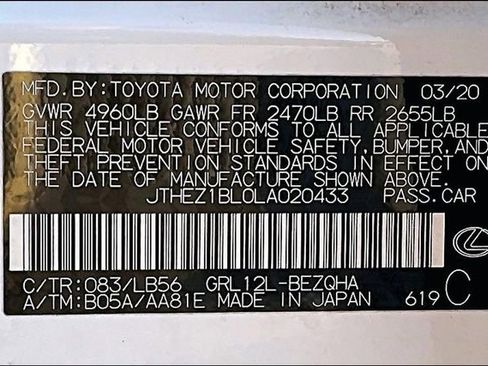 MFD.BY:TOYOTA MOTOR CORPORATION 03/20
GVWR 4960LB GAWR FR 2470LB RR 2655LB
THIS VEHICLE CONFORMS TO ALL APPLICABLE
FEDERAL MOTOR VEHICLE SAFETY,BUMPER,AND
THEFT PREVENTION STANDARDS IN EFFECT ON
THE DATE OF MANUFACTURE SHOWN ABOVE.
JTHEZ1BL0LA020433 PASS.CAR
C/TR:083/LB56 GRL12L-BEZQHA
A/TM:B05A/AA81E MADE IN JAPAN 619 C